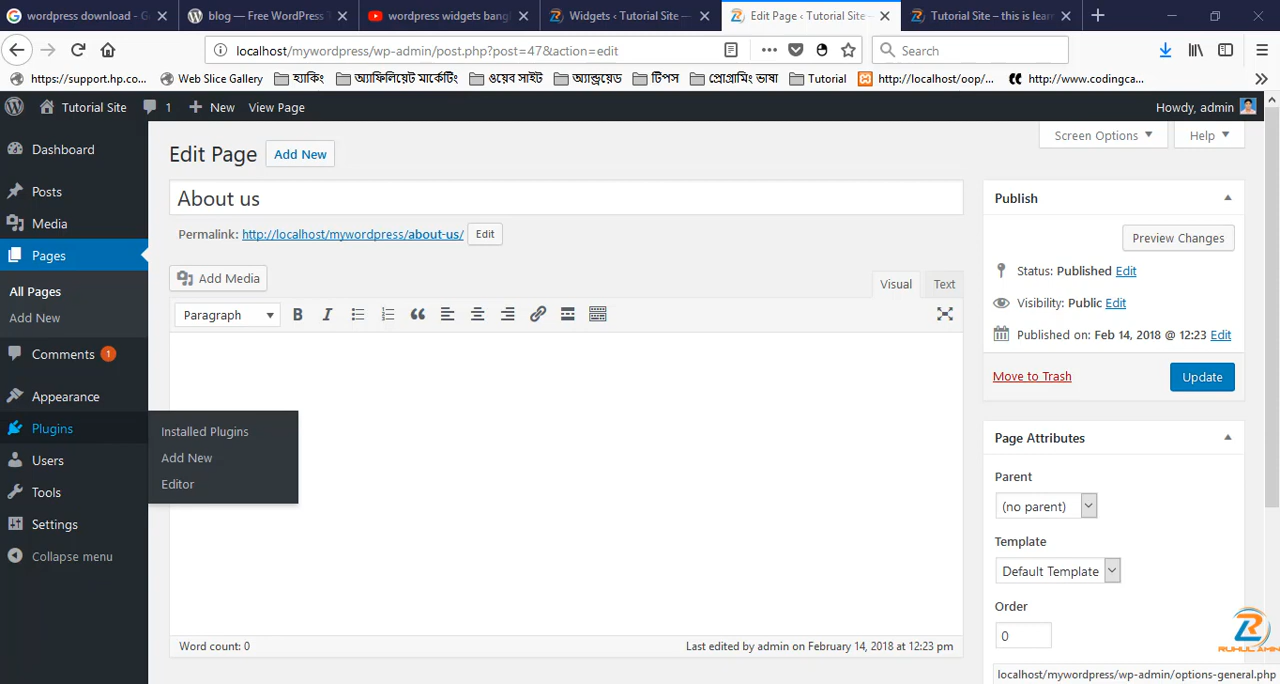 wordpress download - G
blog — Free WordPress T
wordpress widgets bang
Widgets ‹ Tutorial Site —
Edit Page ‹ Tutorial Site –
Tutorial Site – this is lear
localhost/mywordpress/wp-admin/post.php?post=47&action=edit
Search
https://support.hp.co...
Web Slice Gallery
হ্যাকিং
অ্যাফিলিয়েট মার্কেটিং
ওয়েব সাইট
অ্যান্ড্রয়েড
টিপস
প্রোগ্রামিং ভাষা
Tutorial
http://localhost/oop/...
http://www.codingca...
Tutorial Site
1
New
View Page
Howdy, admin
Screen Options
Help
Dashboard
Posts
Media
Pages
All Pages
Add New
Comments 1
Appearance
Plugins
Installed Plugins
Add New
Editor
Users
Tools
Settings
Collapse menu
Edit Page Add New
About us
Permalink: http://localhost/mywordpress/about-us/ Edit
Add Media
Visual Text
Paragraph
Word count: 0
Last edited by admin on February 14, 2018 at 12:23 pm
Publish
Preview Changes
Status: Published Edit
Visibility: Public Edit
Published on: Feb 14, 2018 @ 12:23 Edit
Move to Trash
Update
Page Attributes
Parent
(no parent)
Template
Default Template
Order
0
RUHUL AMIN
localhost/mywordpress/wp-admin/options-general.php